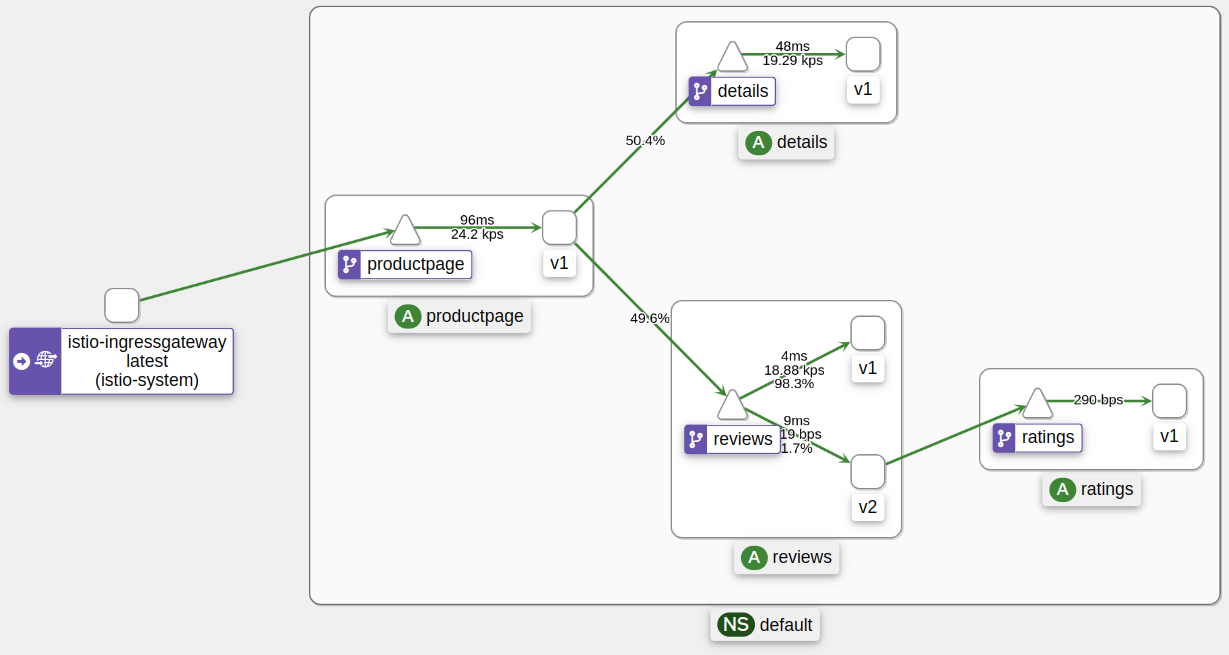 48ms
19.29 kps
v1
details
A details
50.4%
96ms
24.2 kps
v1
productpage
A productpage
istio-ingressgateway
latest
(istio-system)
49.6%
4ms
18.88 kps
98.3%
v1
9ms
19 bps
1.7%
reviews
v2
A reviews
290 bps
v1
ratings
A ratings
NS default